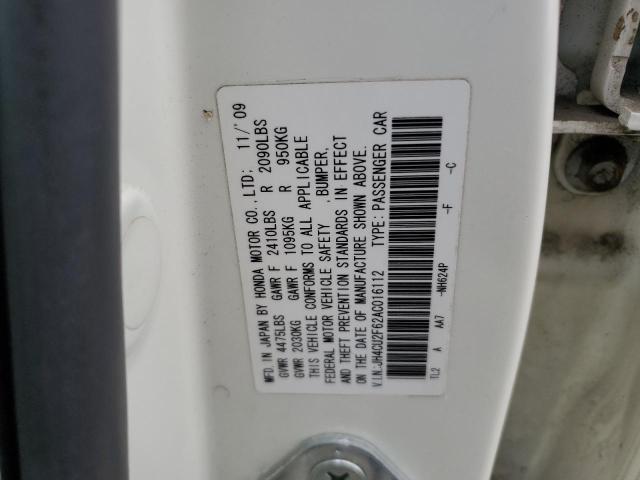 MFD. IN JAPAN BY HONDA MOTOR CO., LTD; 11/'09
GVWR 4475LBS GAWR F 2410LBS R 2090LBS
GVWR 2030KG GAWR F 1095KG R 950KG
THIS VEHICLE CONFORMS TO ALL APPLICABLE
FEDERAL MOTOR VEHICLE SAFETY , BUMPER,
AND THEFT PREVENTION STANDARDS IN EFFECT
ON THE DATE OF MANUFACTURE SHOWN ABOVE.
V.I.N.:JH4CU2F62AC016112 TYPE: PASSENGER CAR
-NH624P -F -C
TL2 A AA7